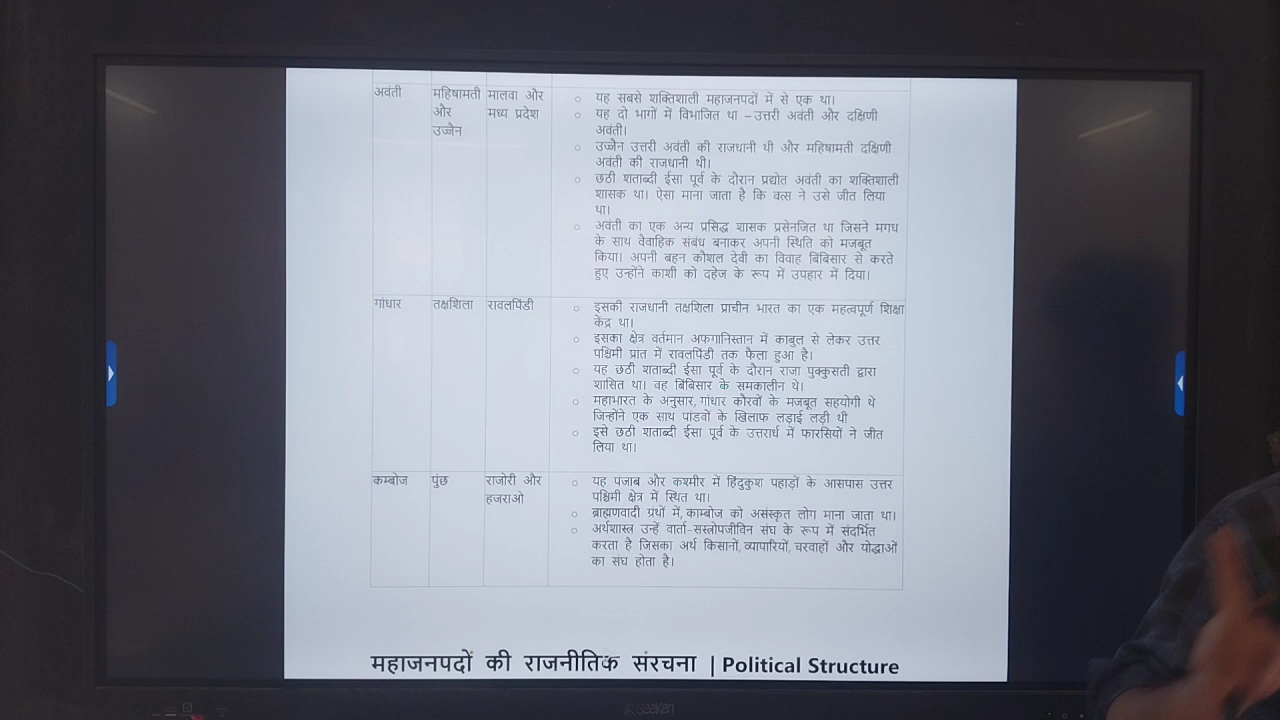 अवंती
महिषामती
और
उज्जैन
मालवा और
मध्य प्रदेश
○ यह सबसे शक्तिशाली महाजनपदों में से एक था।
○ यह दो भागों में विभाजित था – उत्तरी अवंती और दक्षिणी
अवंती।
○ उज्जैन उत्तरी अवंती की राजधानी थी और महिषामती दक्षिणी
अवंती की राजधानी थी।
○ छठी शताब्दी ईसा पूर्व के दौरान प्रद्योत अवंती का शक्तिशाली
शासक था। ऐसा माना जाता है कि वत्स ने उसे जीत लिया
था।
○ अवंती का एक अन्य प्रसिद्ध शासक प्रसेनजित था जिसने मगध
के साथ वैवाहिक संबंध बनाकर अपनी स्थिति को मजबूत
किया। अपनी बहन कौशल देवी का विवाह बिंबिसार से करते
हुए उन्होंने काशी को दहेज के रूप में उपहार में दिया।
गांधार
तक्षशिला
रावलपिंडी
○ इसकी राजधानी तक्षशिला प्राचीन भारत का एक महत्वपूर्ण शिक्षा
केंद्र था।
○ इसका क्षेत्र वर्तमान अफगानिस्तान में काबुल से लेकर उत्तर
पश्चिमी प्रांत में रावलपिंडी तक फैला हुआ है।
○ यह छठी शताब्दी ईसा पूर्व के दौरान राजा पुक्कुसती द्वारा
शासित था। वह बिंबिसार के समकालीन थे।
○ महाभारत के अनुसार, गांधार कौरवों के मजबूत सहयोगी थे
जिन्होंने एक साथ पांडवों के खिलाफ लड़ाई लड़ी थी
○ इसे छठी शताब्दी ईसा पूर्व के उत्तरार्ध में फारसियों ने जीत
लिया था।
कम्बोज
पुंछ
राजोरी और
हजराओ
○ यह पंजाब और कश्मीर में हिंदुकुश पहाड़ों के आसपास उत्तर
पश्चिमी क्षेत्र में स्थित था।
○ ब्राह्मणवादी ग्रंथों में, काम्बोज को असंस्कृत लोग माना जाता था।
○ अर्थशास्त्र उन्हें वार्ता-सस्त्रोपजीविन संघ के रूप में संदर्भित
करता है जिसका अर्थ किसानों, व्यापारियों, चरवाहों और योद्धाओं
का संघ होता है।
महाजनपदों की राजनीतिक संरचना | Political Structure